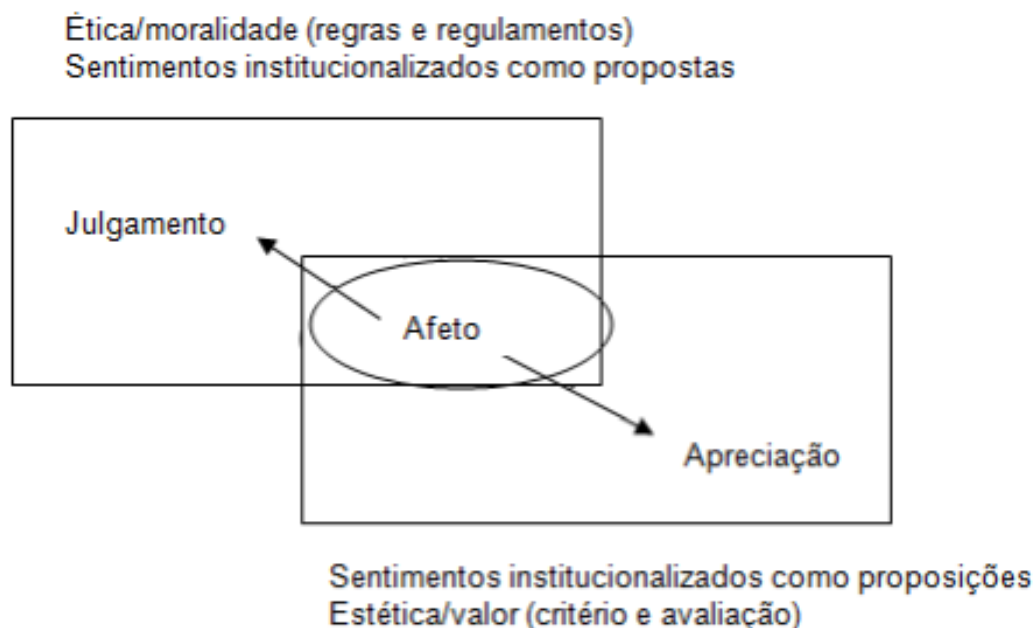 Ética/moralidade (regras e regulamentos)
Sentimentos institucionalizados como propostas
Julgamento
Afeto
Apreciação
Sentimentos institucionalizados como proposições
Estética/valor (critério e avaliação)